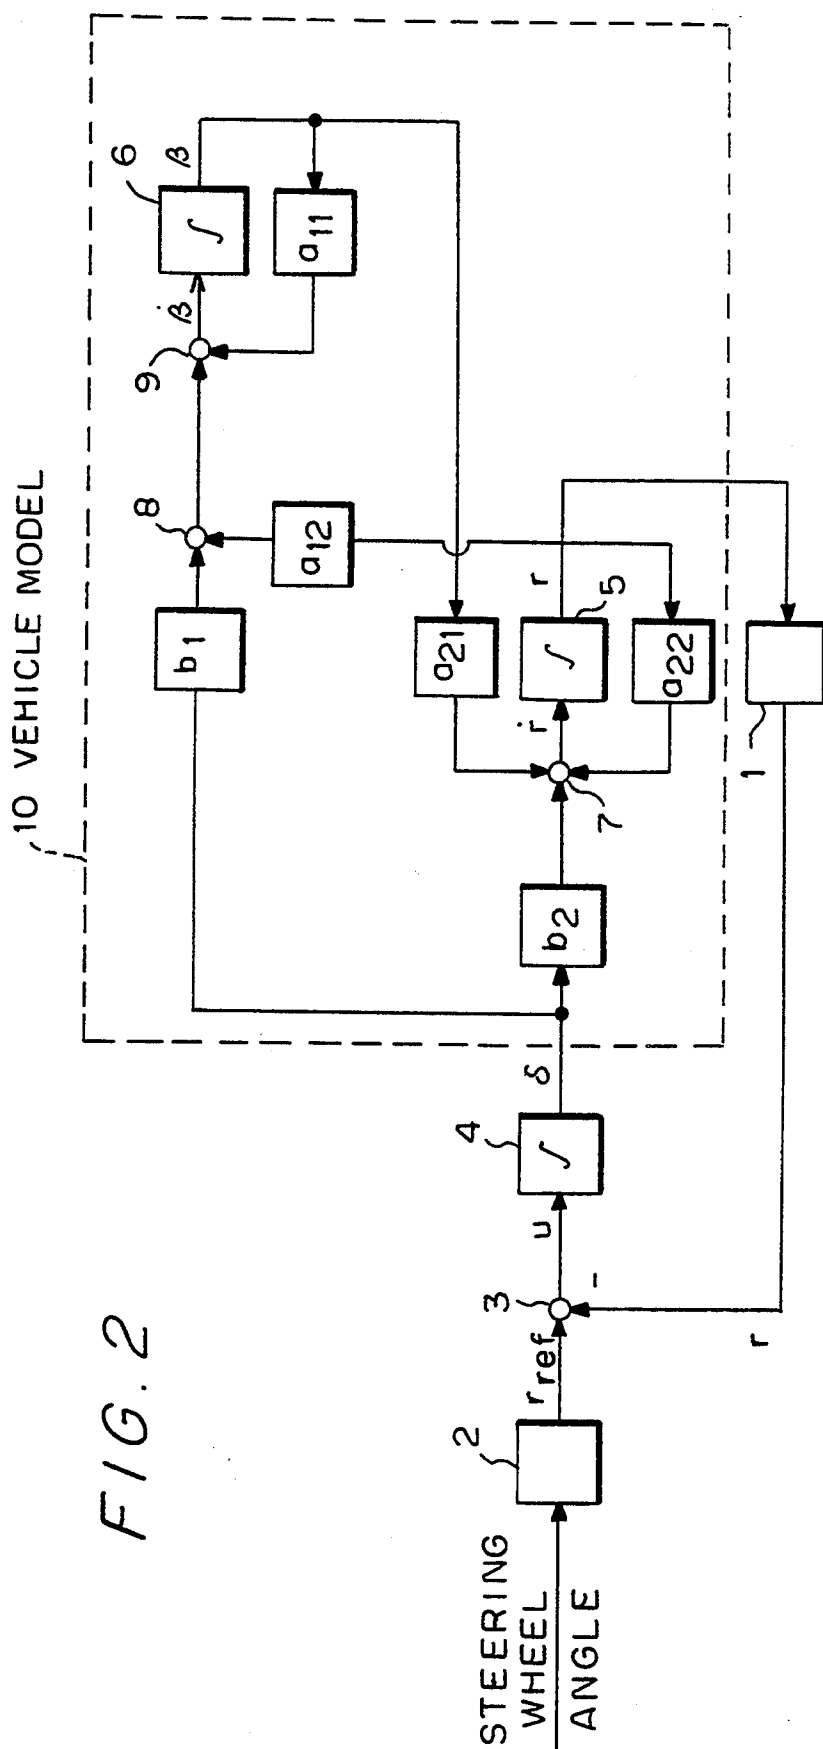 FIG. 2
10 VEHICLE MODEL
6
β
β̇
∫
9
a11
8
b1
a12
r
5
a21
∫
ṙ
a22
7
1
b2
δ
4
∫
u
3
−
rref
r
2
STEERING
WHEEL
ANGLE